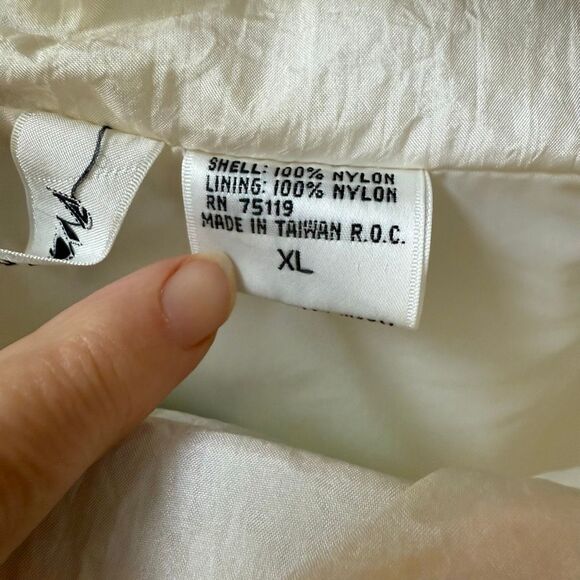 SHELL: 100% NYLON
LINING: 100% NYLON
RN 75119
MADE IN TAIWAN R.O.C.
XL